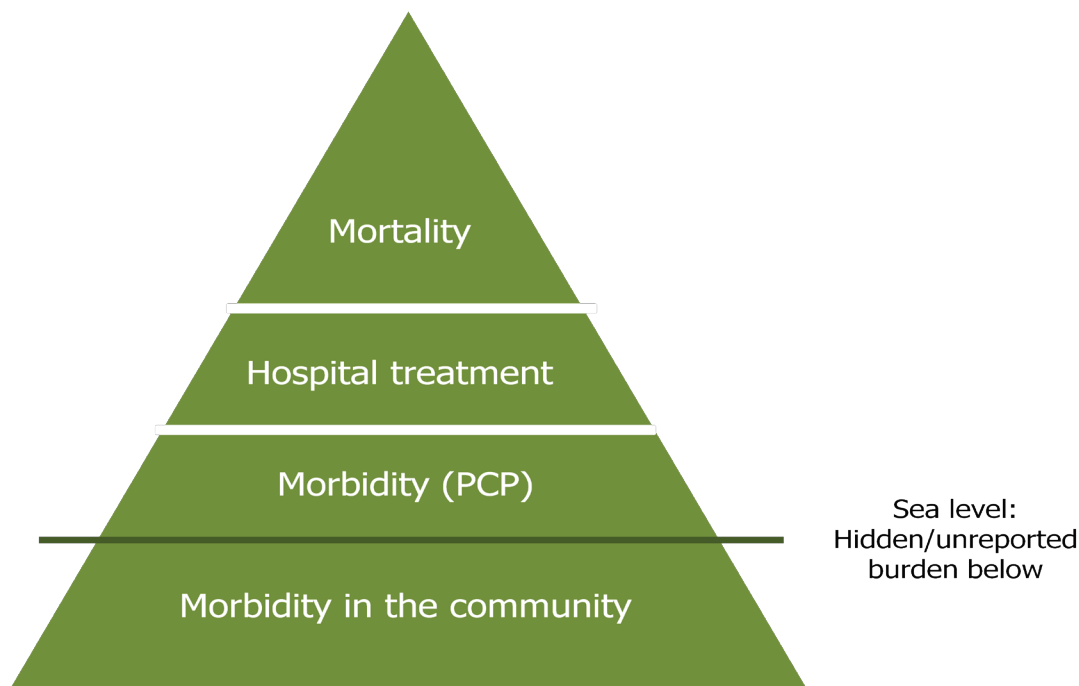 Mortality
Hospital treatment
Morbidity (PCP)
Sea level:
Hidden/unreported
burden below
Morbidity in the community